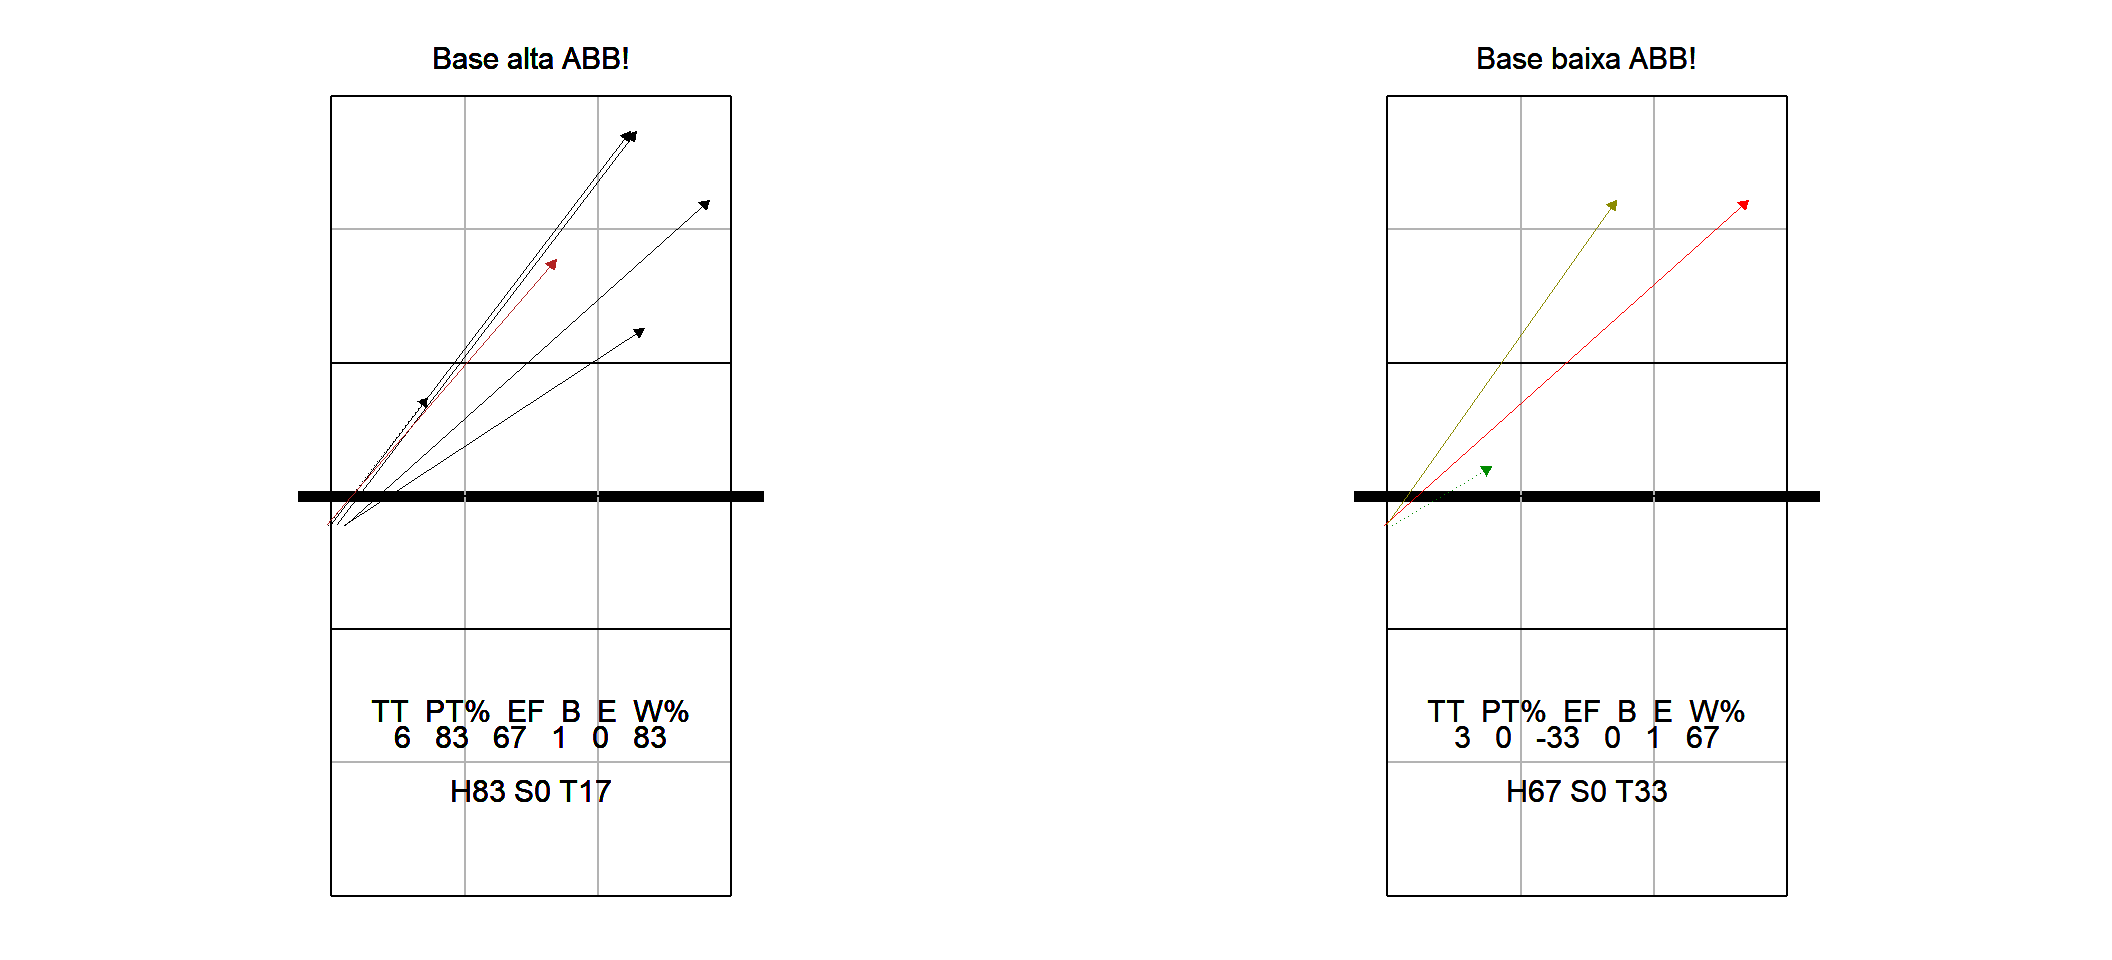 Base alta ABB!
TT PT% EF B E W%
6 83 67 1 0 83
H83 S0 T17
Base baixa ABB!
TT PT% EF B E W%
3 0 -33 0 1 67
H67 S0 T33